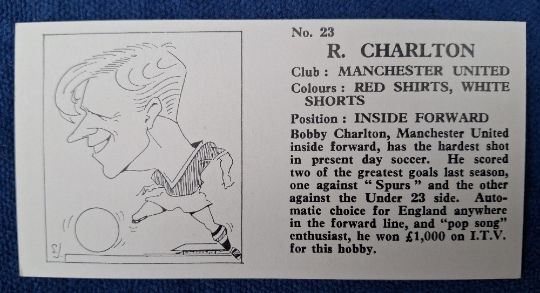 No. 23
R. CHARLTON
Club : MANCHESTER UNITED
Colours : RED SHIRTS, WHITE
SHORTS
Position : INSIDE FORWARD
Bobby Charlton, Manchester United
inside forward, has the hardest shot
in present day soccer. He scored
two of the greatest goals last season,
one against “ Spurs ” and the other
against the Under 23 side. Auto-
matic choice for England anywhere
in the forward line, and “pop song”
enthusiast, he won £1,000 on I.T.V.
for this hobby.